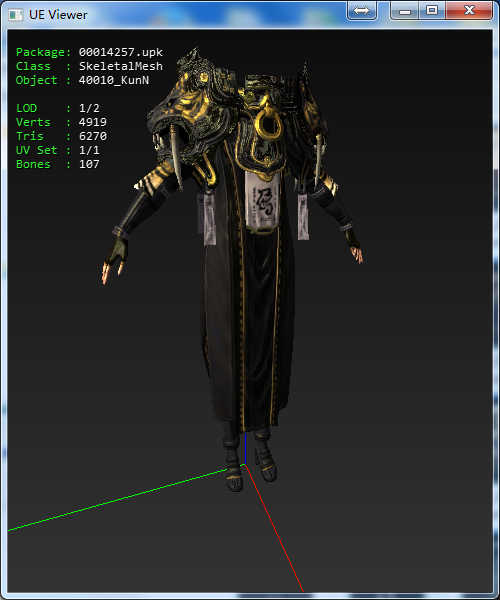 UE Viewer
Package: 00014257.upk
Class : SkeletalMesh
Object : 40010_KunN
LOD : 1/2
Verts : 4919
Tris : 6270
UV Set : 1/1
Bones : 107